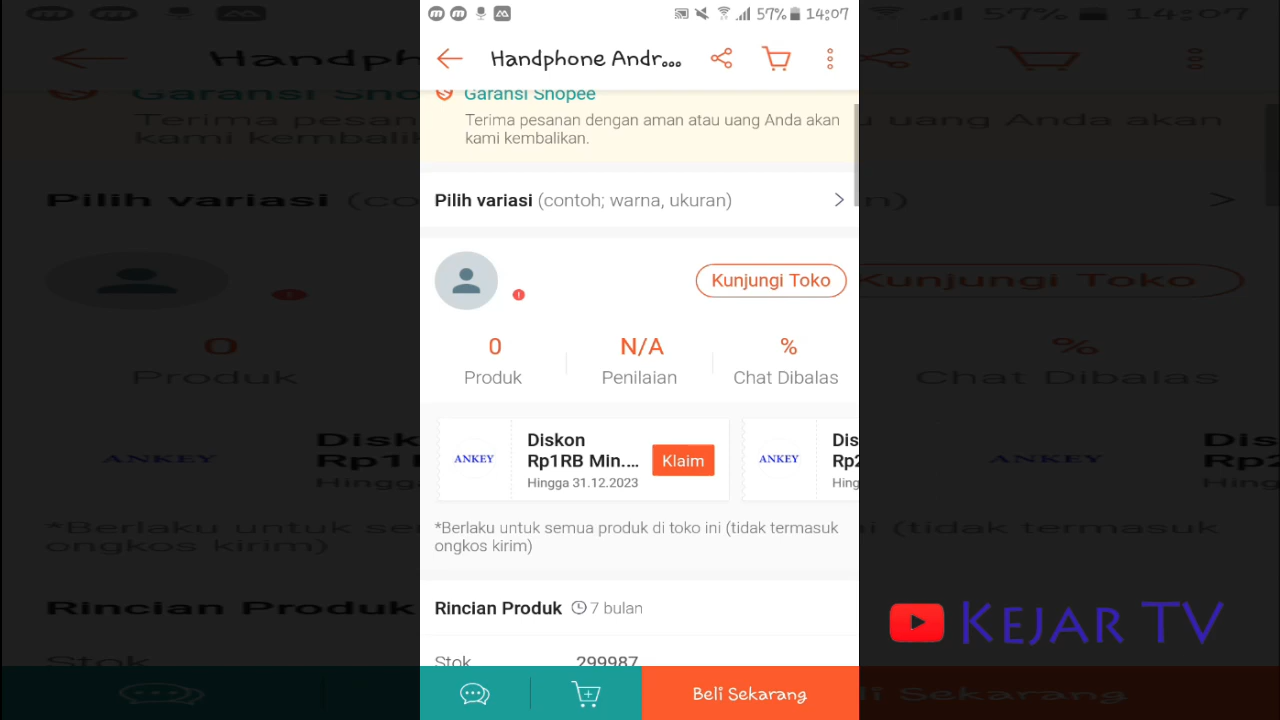 57% 14:07
Handphone Andr...
Garansi Shopee
Terima pesanan dengan aman atau uang Anda akan
kami kembalikan.
Pilih variasi (contoh; warna, ukuran)
Kunjungi Toko
0 N/A %
Produk Penilaian Chat Dibalas
ANKEY
Diskon
Rp1RB Min....
Hingga 31.12.2023
Klaim
ANKEY
Dis
Rp2
Hing
*Berlaku untuk semua produk di toko ini (tidak termasuk
ongkos kirim)
Rincian Produk 7 bulan
Stok 299987
Beli Sekarang
KEJAR TV